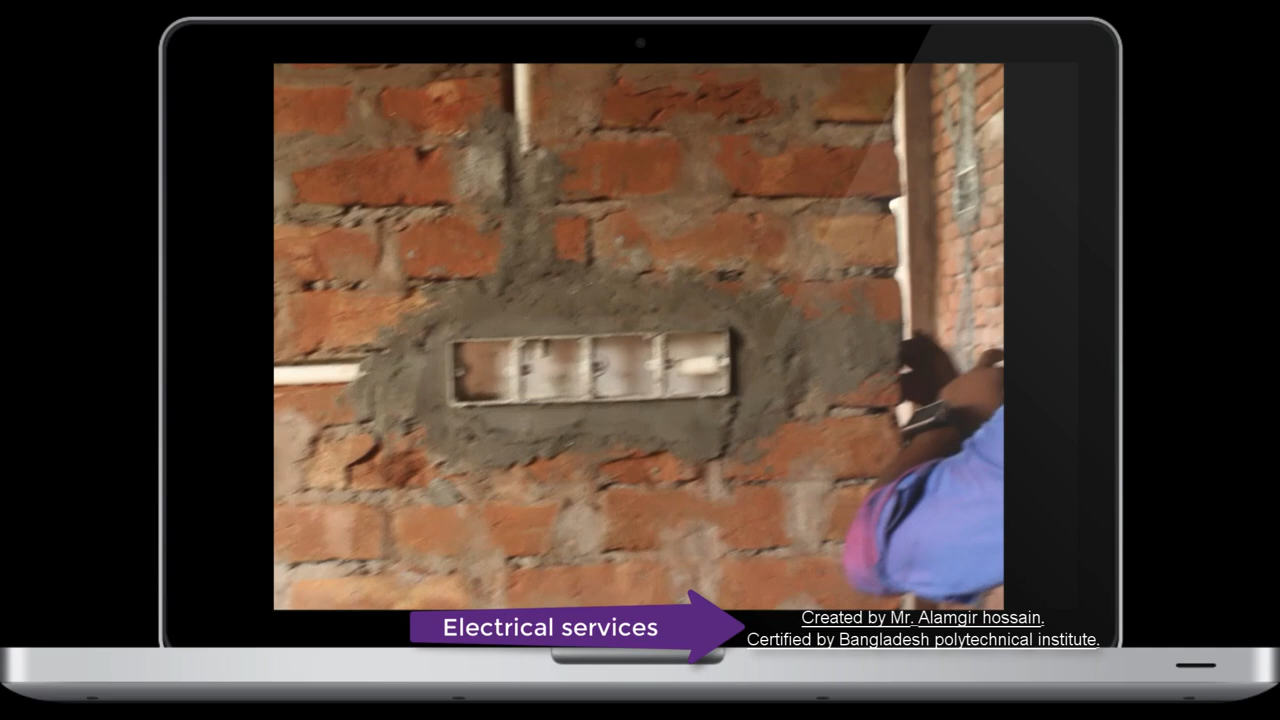 Electrical services
Created by Mr. Alamgir hossain.
Certified by Bangladesh polytechnical institute.